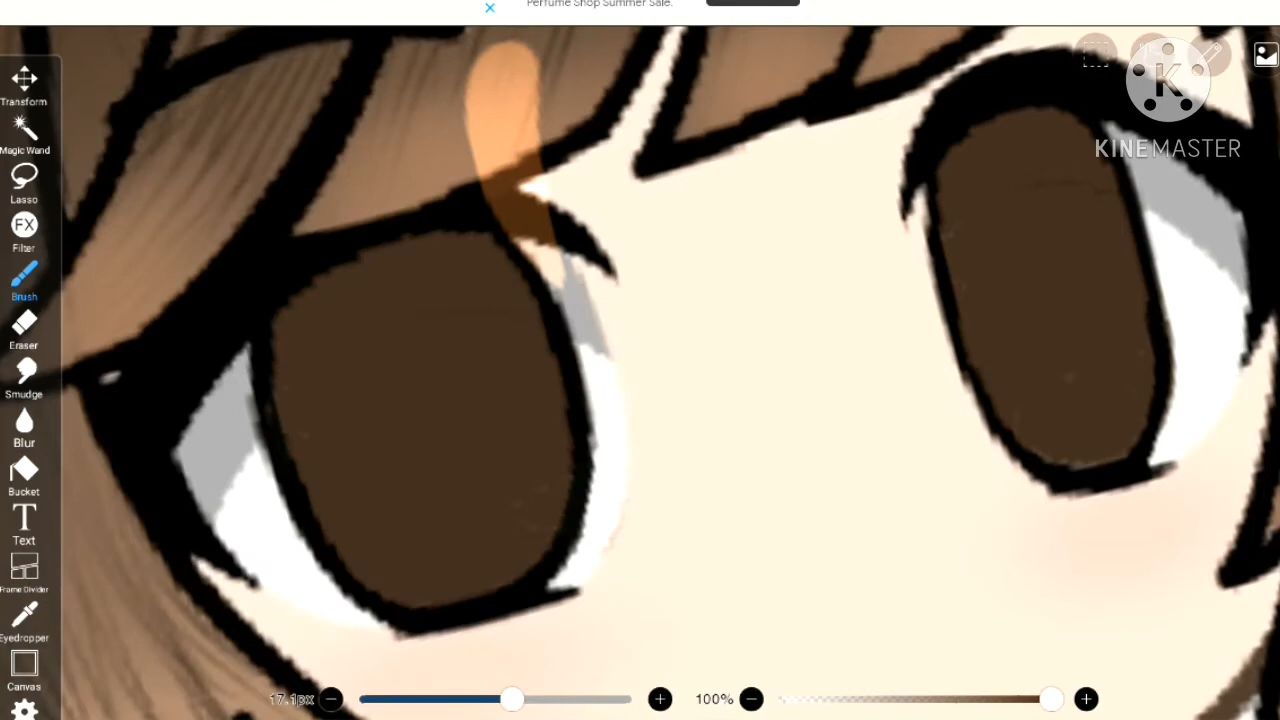 Perfume Shop Summer Sale.
K
KINEMASTER
Transform
Magic Wand
Lasso
FX
Filter
Brush
Eraser
Smudge
Blur
Bucket
T
Text
Frame Divider
Eyedropper
Canvas
17.1px
100%